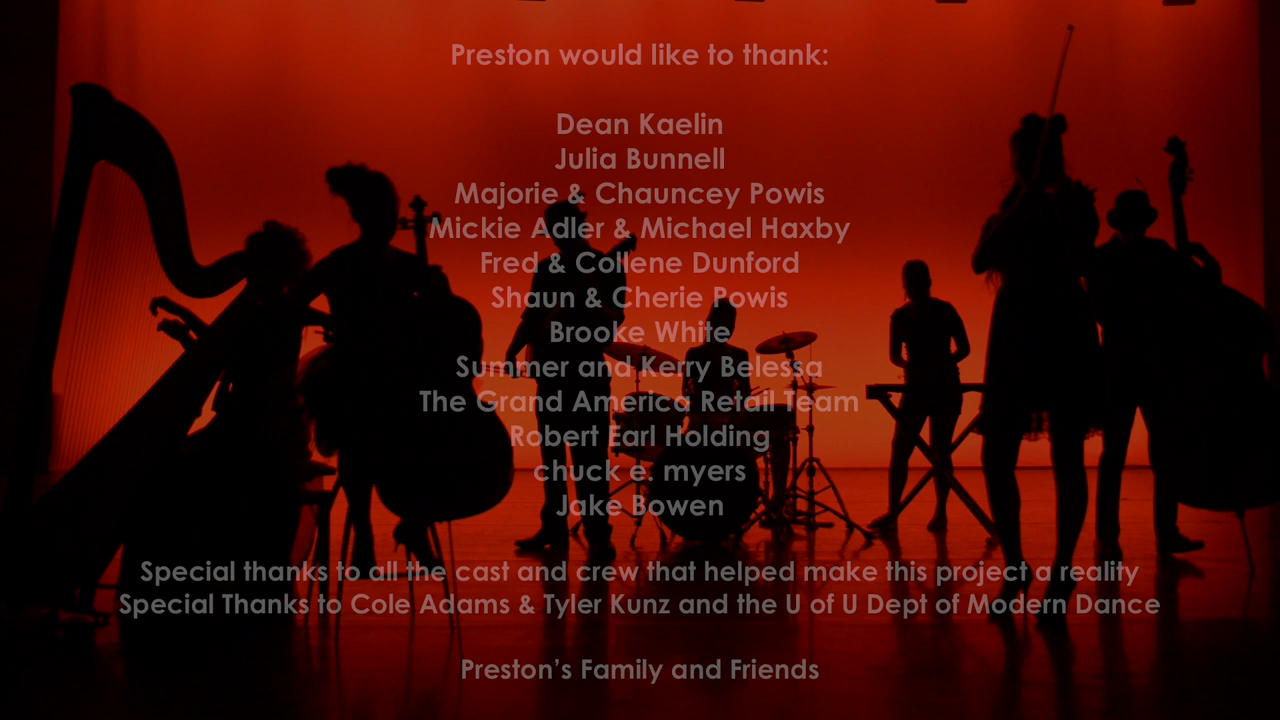 Preston would like to thank:
Dean Kaelin
Julia Bunnell
Majorie & Chauncey Powis
Mickie Adler & Michael Haxby
Fred & Collene Dunford
Shaun & Cherie Powis
Brooke White
Summer and Kerry Belessa
The Grand America Retail Team
Robert Earl Holding
chuck e. myers
Jake Bowen
Special thanks to all the cast and crew that helped make this project a reality
Special Thanks to Cole Adams & Tyler Kunz and the U of U Dept of Modern Dance
Preston’s Family and Friends